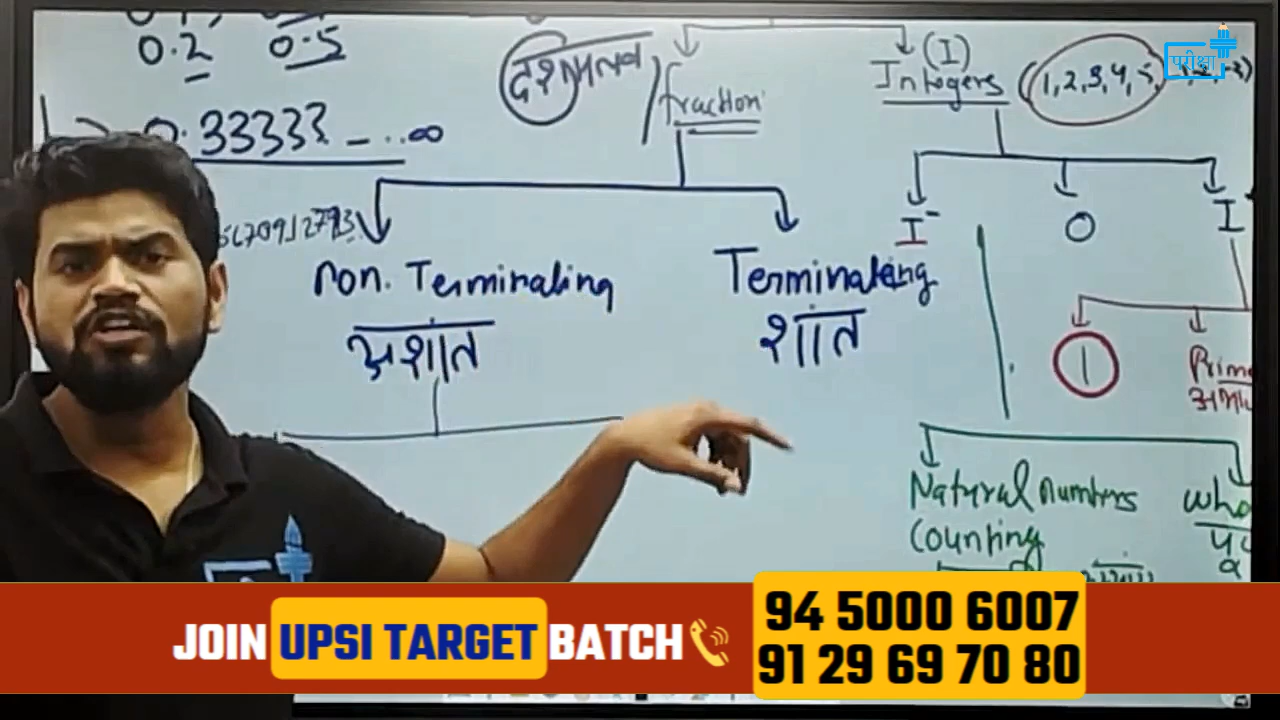 0.2 0.5
दशमलव / fraction
(I)
Integers (1,2,3,4,5,
परीक्षा
0.33333 _ ...∞
I⁻ 0 I
Non. Terminating
अशांत
Terminating
शांत
1
Prime
Natural numbers
Counting
JOIN UPSI TARGET BATCH
94 5000 6007
91 29 69 70 80